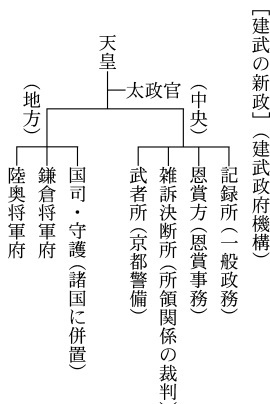 ［建武の新政］（建武政府機構）
天皇
太政官
（中央）
記録所（一般政務）
恩賞方（恩賞事務）
雑訴決断所（所領関係の裁判）
武者所（京都警備）
（地方）
国司・守護（諸国に併置）
鎌倉将軍府
陸奥将軍府